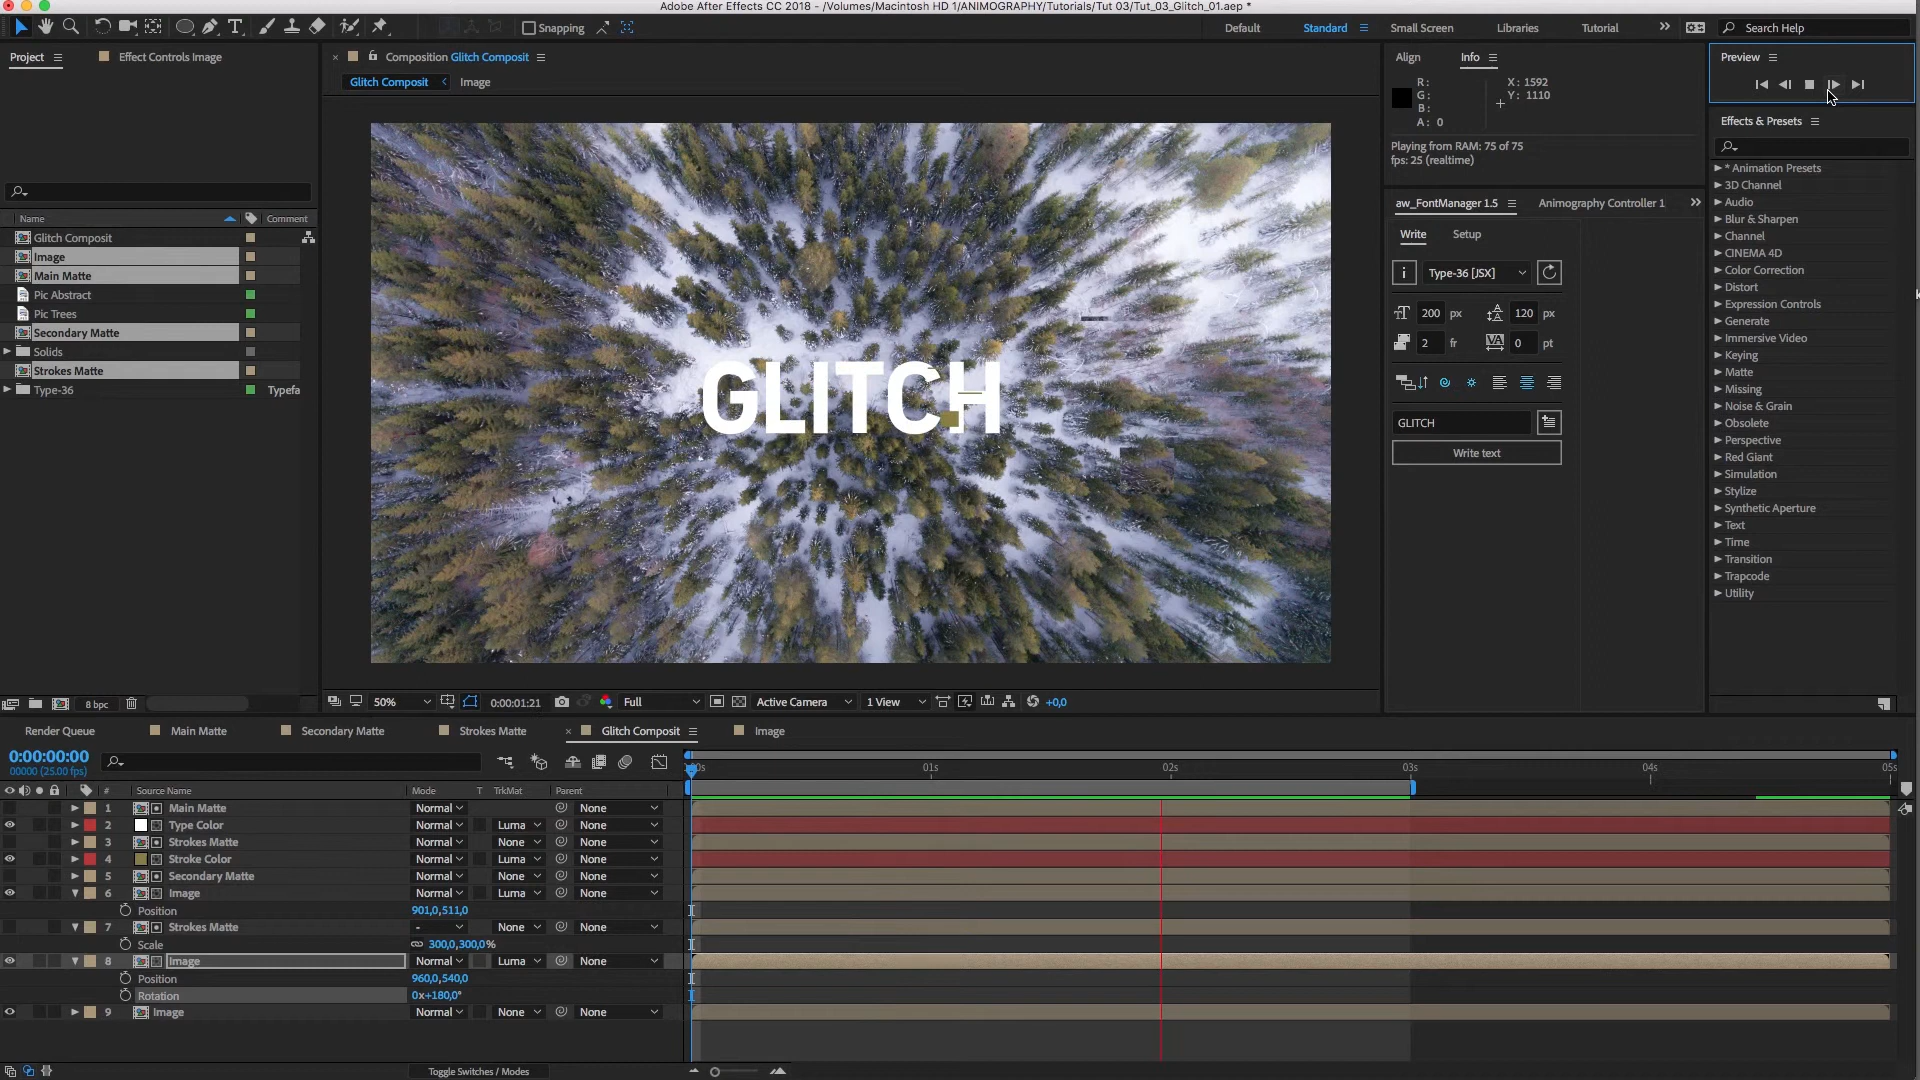 Adobe After Effects CC 2018 - /Volumes/Macintosh HD 1/ANIMOGRAPHY/Tutorials/Tut 03/Tut_03_Glitch_01.aep *
Snapping
Default
Standard
Small Screen
Libraries
Tutorial
Search Help
Project
Effect Controls Image
Composition Glitch Composit
Glitch Composit
Image
Align
Info
Preview
R:
G:
B:
A: 0
X: 1592
Y: 1110
Playing from RAM: 75 of 75
fps: 25 (realtime)
Effects & Presets
* Animation Presets
3D Channel
Audio
Blur & Sharpen
Channel
CINEMA 4D
Color Correction
Distort
Expression Controls
Generate
Immersive Video
Keying
Matte
Missing
Noise & Grain
Obsolete
Perspective
Red Giant
Simulation
Stylize
Synthetic Aperture
Text
Time
Transition
Trapcode
Utility
Name
Comment
Glitch Composit
Image
Main Matte
Pic Abstract
Pic Trees
Secondary Matte
Solids
Strokes Matte
Type-36
Typefa
8 bpc
GLITCH
aw_FontManager 1.5
Animography Controller 1
Write
Setup
i
Type-36 [JSX]
200 px
120 px
2 fr
VA 0 pt
GLITCH
Write text
50%
0:00:01:21
Full
Active Camera
1 View
+0,0
Render Queue
Main Matte
Secondary Matte
Strokes Matte
Glitch Composit
Image
0:00:00:00
00000 (25.00 fps)
:00s 01s 02s 03s 04s 05s
# Source Name Mode T TrkMat Parent
1 Main Matte Normal None
2 Type Color Normal Luma None
3 Strokes Matte Normal None None
4 Stroke Color Normal Luma None
5 Secondary Matte Normal None None
6 Image Normal Luma None
Position 901,0,511,0
7 Strokes Matte - None None
Scale 300,0,300,0%
8 Image Normal Luma None
Position 960,0,540,0
Rotation 0x+180,0°
9 Image Normal None None
Toggle Switches / Modes